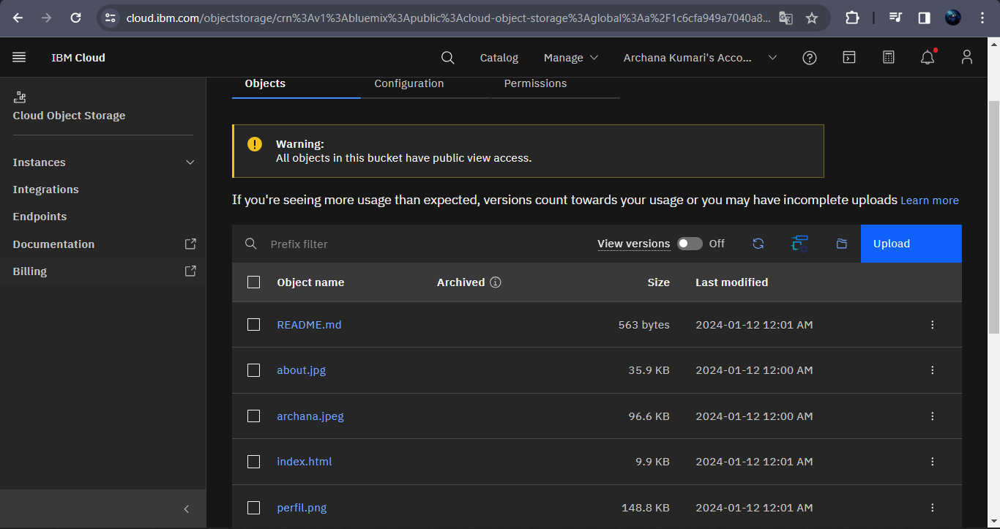 cloud.ibm.com/objectstorage/crn%3Av1%3Abluemix%3Apublic%3Acloud-object-storage%3Aglobal%3Aa%2F1c6cfa949a7040a8...
IBM Cloud
Catalog
Manage
Archana Kumari's Acco...
Cloud Object Storage
Instances
Integrations
Endpoints
Documentation
Billing
Objects
Configuration
Permissions
Warning:
All objects in this bucket have public view access.
If you're seeing more usage than expected, versions count towards your usage or you may have incomplete uploads Learn more
Prefix filter
View versions
Off
Upload
Object name Archived Size Last modified
README.md 563 bytes 2024-01-12 12:01 AM
about.jpg 35.9 KB 2024-01-12 12:00 AM
archana.jpeg 96.6 KB 2024-01-12 12:00 AM
index.html 9.9 KB 2024-01-12 12:01 AM
perfil.png 148.8 KB 2024-01-12 12:01 AM